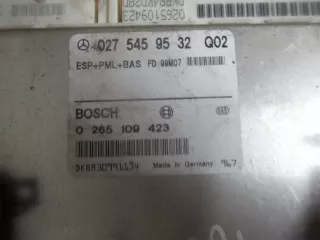 0265109423
027 545 95 32 Q02
ESP+PML+BAS FD 99M07
BOSCH
0 265 109 423
Made in Germany